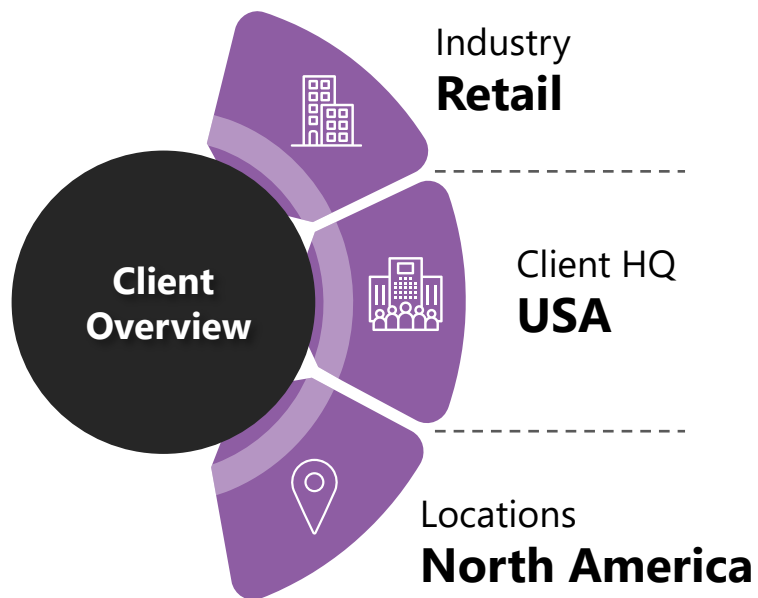 Industry
Retail
Client
Overview
Client HQ
USA
Locations
North America